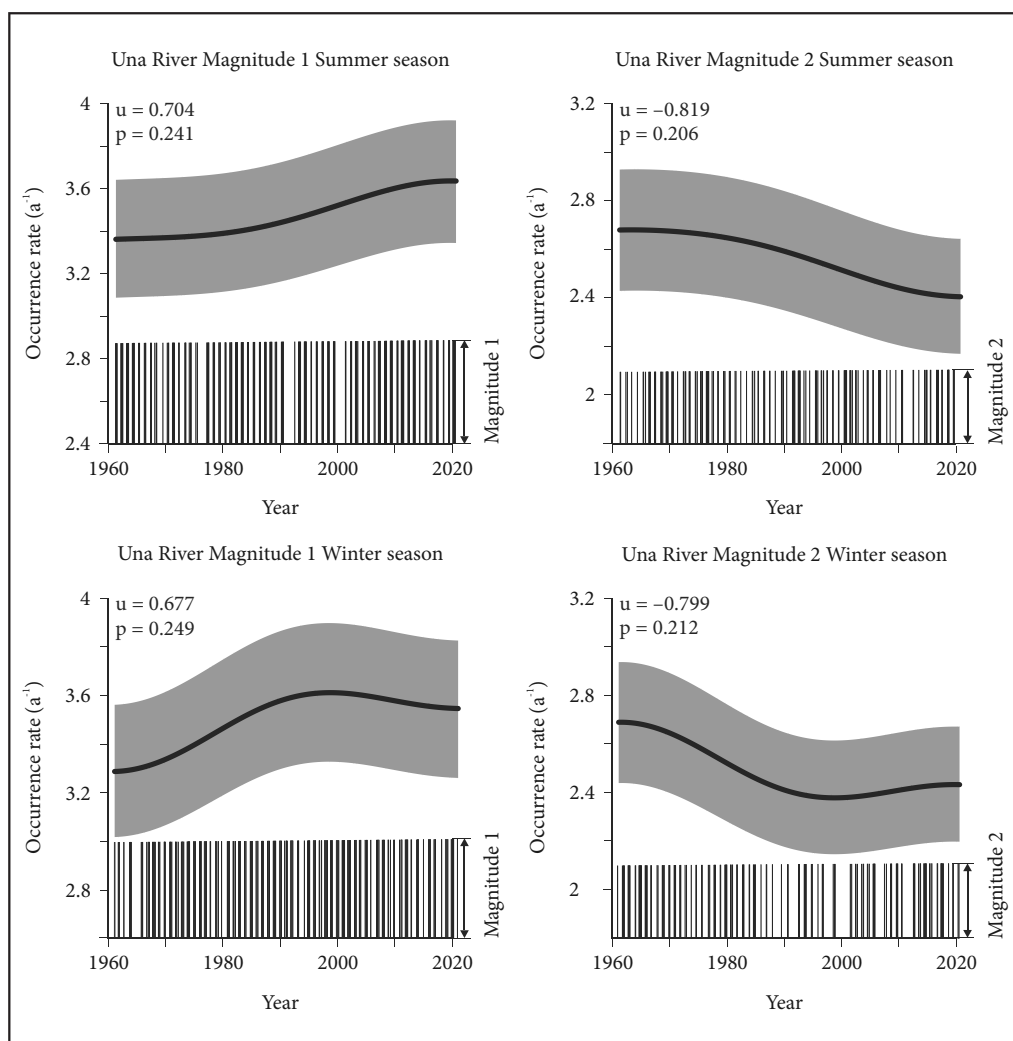 Una River Magnitude 1 Summer season
u = 0.704
p = 0.241
Occurrence rate (a⁻¹)
4
3.6
3.2
2.8
2.4
Magnitude 1
1960 1980 2000 2020
Year
Una River Magnitude 2 Summer season
u = –0.819
p = 0.206
Occurrence rate (a⁻¹)
3.2
2.8
2.4
2
Magnitude 2
1960 1980 2000 2020
Year
Una River Magnitude 1 Winter season
u = 0.677
p = 0.249
Occurrence rate (a⁻¹)
4
3.6
3.2
2.8
Magnitude 1
1960 1980 2000 2020
Year
Una River Magnitude 2 Winter season
u = –0.799
p = 0.212
Occurrence rate (a⁻¹)
3.2
2.8
2.4
2
Magnitude 2
1960 1980 2000 2020
Year